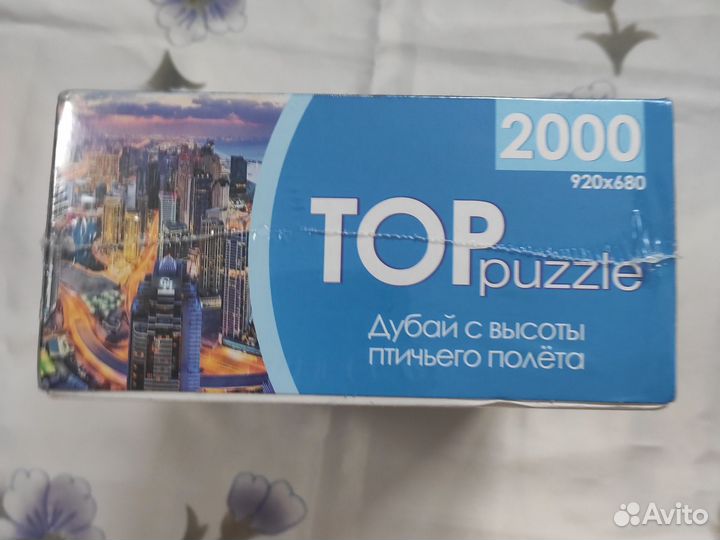 2000
920x680
TOP
puzzle
Дубай с высоты
птичьего полёта
Avito